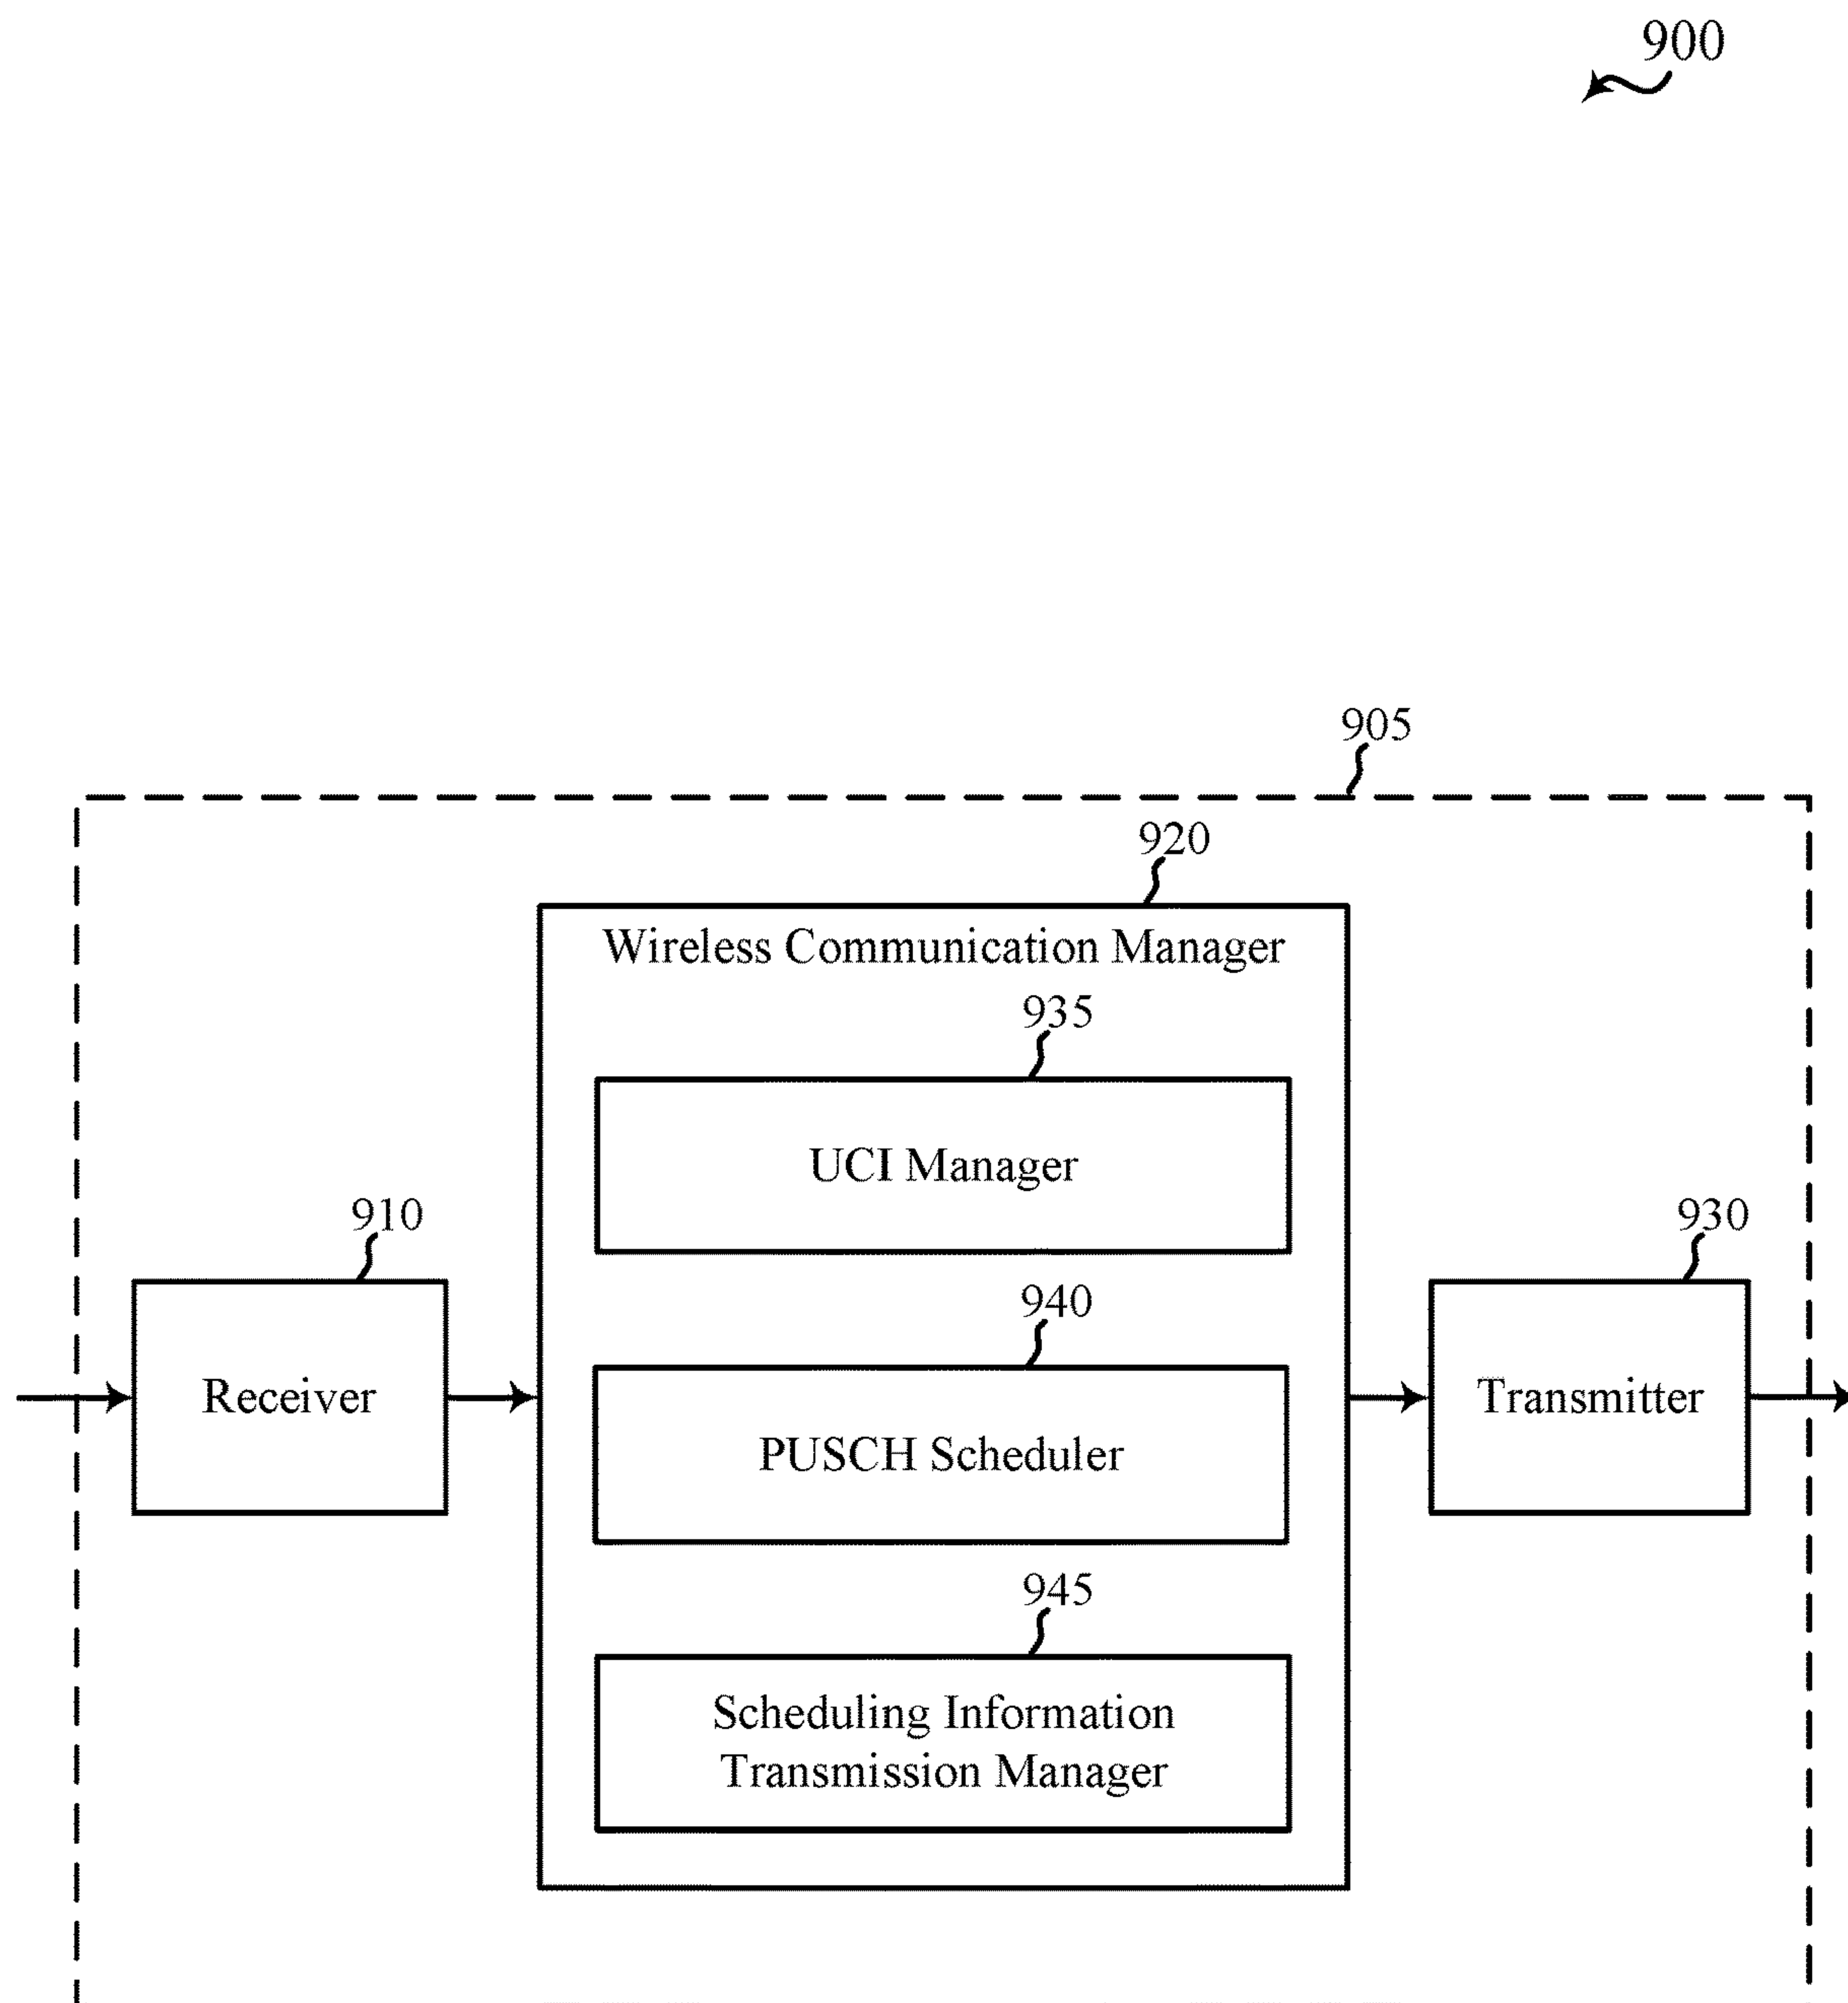 900
905
920
Wireless Communication Manager
935
UCI Manager
910
930
940
Receiver
PUSCH Scheduler
Transmitter
945
Scheduling Information
Transmission Manager